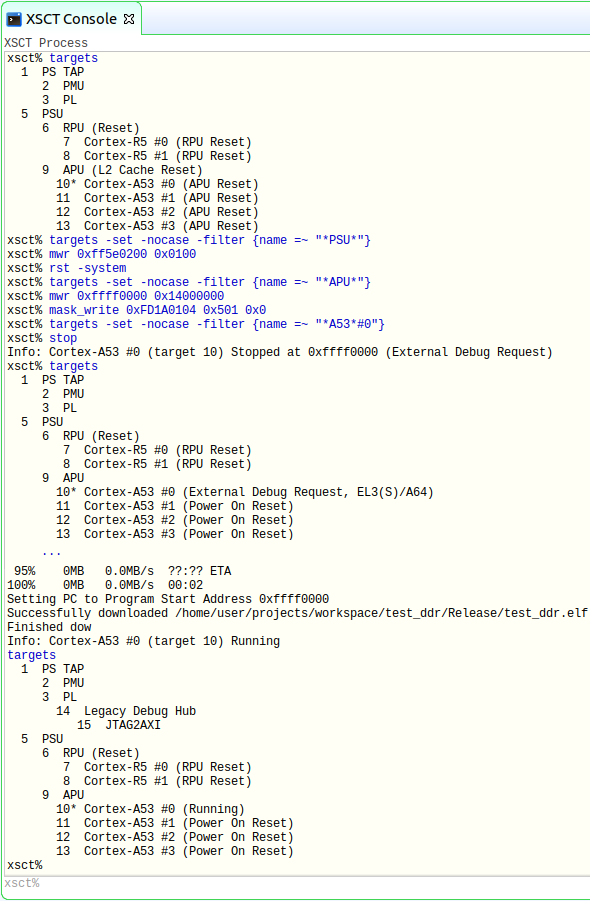 XSCT Console
XSCT Process
xsct% targets
  1  PS TAP
     2  PMU
     3  PL
  5  PSU
     6  RPU (Reset)
        7  Cortex-R5 #0 (RPU Reset)
        8  Cortex-R5 #1 (RPU Reset)
     9  APU (L2 Cache Reset)
       10* Cortex-A53 #0 (APU Reset)
       11  Cortex-A53 #1 (APU Reset)
       12  Cortex-A53 #2 (APU Reset)
       13  Cortex-A53 #3 (APU Reset)
xsct% targets -set -nocase -filter {name =~ "*PSU*"}
xsct% mwr 0xff5e0200 0x0100
xsct% rst -system
xsct% targets -set -nocase -filter {name =~ "*APU*"}
xsct% mwr 0xffff0000 0x14000000
xsct% mask_write 0xFD1A0104 0x501 0x0
xsct% targets -set -nocase -filter {name =~ "*A53*#0"}
xsct% stop
Info: Cortex-A53 #0 (target 10) Stopped at 0xffff0000 (External Debug Request)
xsct% targets
  1  PS TAP
     2  PMU
     3  PL
  5  PSU
     6  RPU (Reset)
        7  Cortex-R5 #0 (RPU Reset)
        8  Cortex-R5 #1 (RPU Reset)
     9  APU
       10* Cortex-A53 #0 (External Debug Request, EL3(S)/A64)
       11  Cortex-A53 #1 (Power On Reset)
       12  Cortex-A53 #2 (Power On Reset)
       13  Cortex-A53 #3 (Power On Reset)
     ...
 95%    0MB   0.0MB/s  ??:?? ETA
100%    0MB   0.0MB/s  00:02
Setting PC to Program Start Address 0xffff0000
Successfully downloaded /home/user/projects/workspace/test_ddr/Release/test_ddr.elf
Finished dow
Info: Cortex-A53 #0 (target 10) Running
targets
  1  PS TAP
     2  PMU
     3  PL
       14  Legacy Debug Hub
          15  JTAG2AXI
  5  PSU
     6  RPU (Reset)
        7  Cortex-R5 #0 (RPU Reset)
        8  Cortex-R5 #1 (RPU Reset)
     9  APU
       10* Cortex-A53 #0 (Running)
       11  Cortex-A53 #1 (Power On Reset)
       12  Cortex-A53 #2 (Power On Reset)
       13  Cortex-A53 #3 (Power On Reset)
xsct%
xsct%